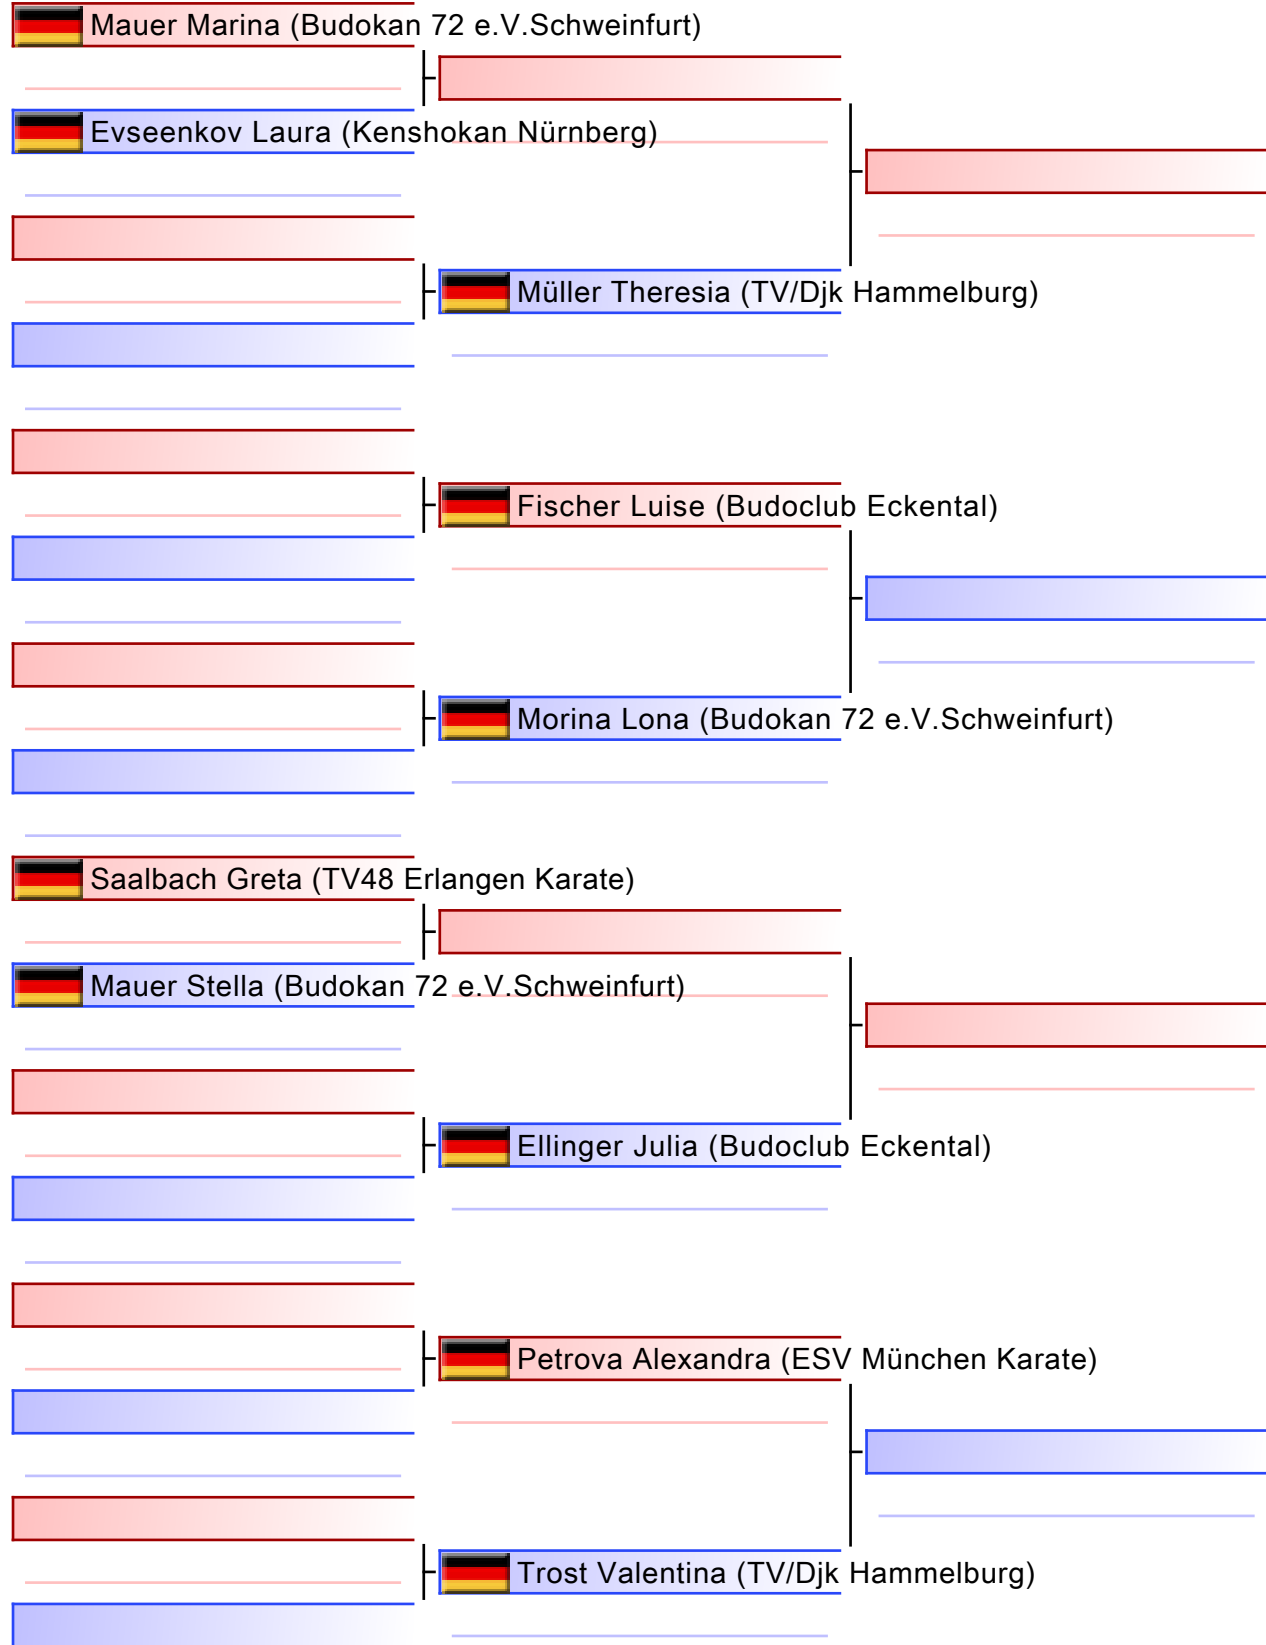 Mauer Marina (Budokan 72 e.V.Schweinfurt)
Evseenkov Laura (Kenshokan Nürnberg)
Müller Theresia (TV/Djk Hammelburg)
Fischer Luise (Budoclub Eckental)
Morina Lona (Budokan 72 e.V.Schweinfurt)
Saalbach Greta (TV48 Erlangen Karate)
Mauer Stella (Budokan 72 e.V.Schweinfurt)
Ellinger Julia (Budoclub Eckental)
Petrova Alexandra (ESV München Karate)
Trost Valentina (TV/Djk Hammelburg)